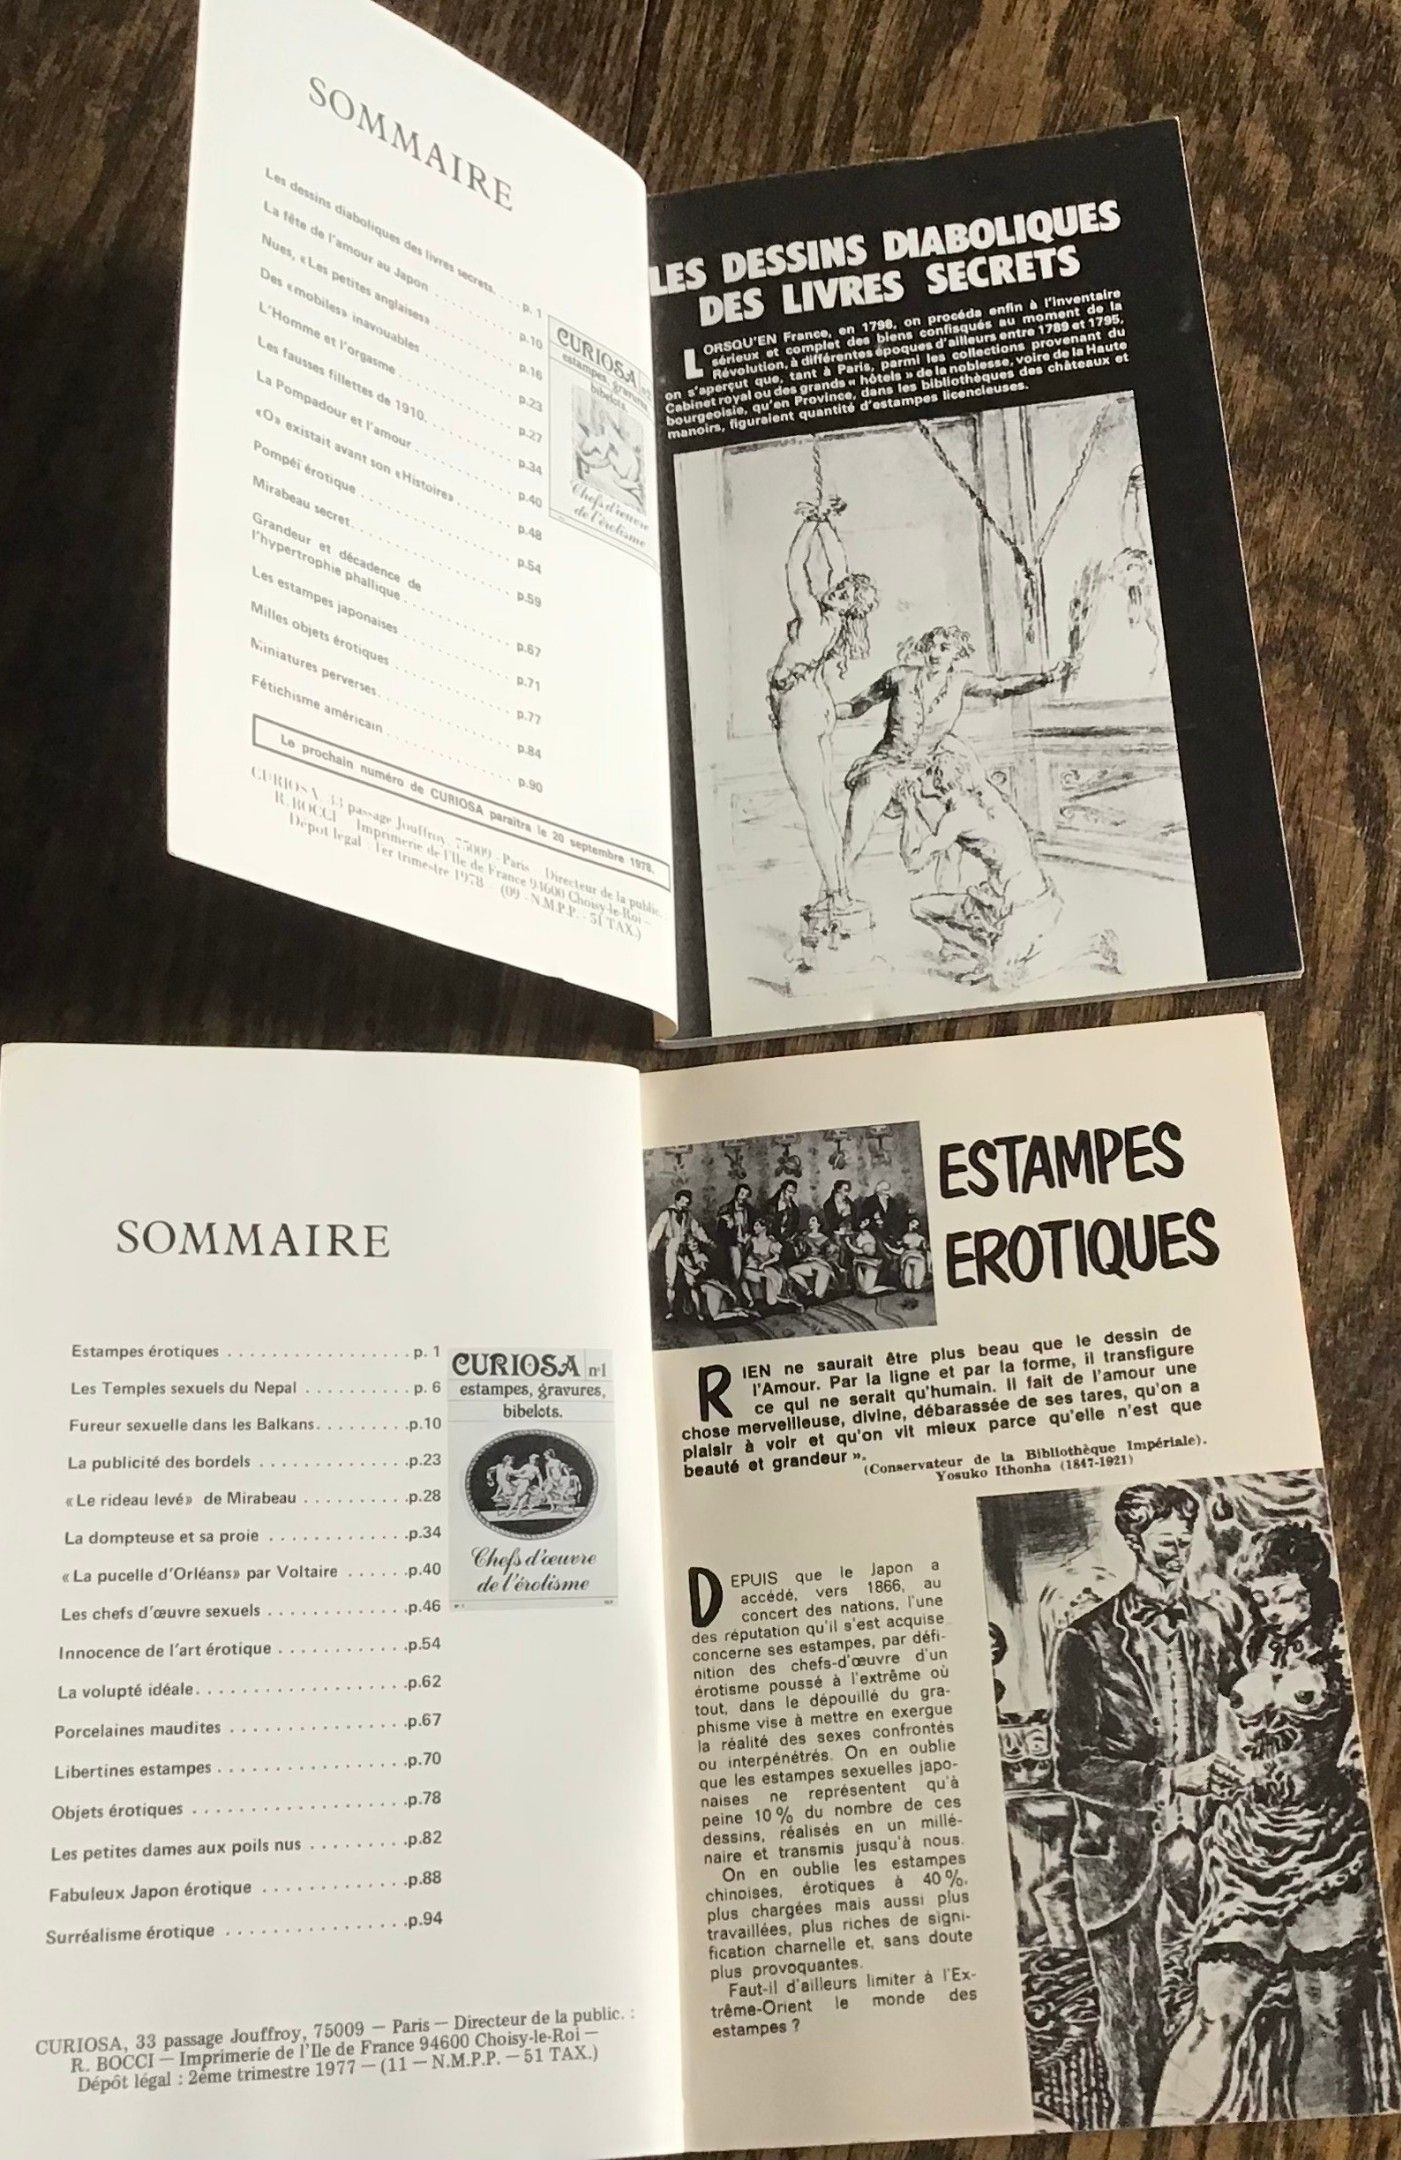 SOMMAIRE
Les dessins diaboliques des livres secrets. . . . p. 1
La fête de l'amour au Japon . . . . . . . . . p.10
Nues, «Les petites anglaises» . . . . . . . . p.16
Des «mobiles» inavouables . . . . . . . . . p.23
L'Homme et l'orgasme . . . . . . . . . . . p.27
Les fausses fillettes de 1910. . . . . . . . . . p.34
La Pompadour et l'amour . . . . . . . . . . p.40
«O» existait avant son «Histoire» . . . . . . . p.48
Pompéï érotique . . . . . . . . . . . . . . p.54
Mirabeau secret. . . . . . . . . . . . . . . p.59
Grandeur et décadence de
l'hypertrophie phallique . . . . . . . . . . . p.67
Les estampes japonaises . . . . . . . . . . . p.71
Milles objets érotiques . . . . . . . . . . . . p.77
Miniatures perverses. . . . . . . . . . . . . p.84
Fétichisme américain . . . . . . . . . . . . p.90
CURIOSA
estampes, gravures,
bibelots.
Chefs d'œuvre
de l'érotisme
Le prochain numéro de CURIOSA paraîtra le 20 septembre 1978.
CURIOSA, 33 passage Jouffroy, 75009 - Paris - Directeur de la public.
R. BOCCI - Imprimerie de l'Ile de France 94600 Choisy-le-Roi —
Dépot légal : 1er trimestre 1978 — (09 - N.M.P.P. - 51 TAX.)
LES DESSINS DIABOLIQUES
DES LIVRES SECRETS
LORSQU'EN France, en 1798, on procéda enfin à l'inventaire
sérieux et complet des biens confisqués au moment de la
Révolution, à différentes époques d'ailleurs entre 1789 et 1795,
on s'aperçut que, tant à Paris, parmi les collections provenant du
Cabinet royal ou des grands « hôtels » de la noblesse, voire de la Haute
bourgeoisie, qu'en Province, dans les bibliothèques des châteaux et
manoirs, figuraient quantité d'estampes licencieuses.
SOMMAIRE
Estampes érotiques . . . . . . . . . . . . . . . . . p. 1
Les Temples sexuels du Nepal . . . . . . . . . . p. 6
Fureur sexuelle dans les Balkans. . . . . . . . .p.10
La publicité des bordels . . . . . . . . . . . . . .p.23
«Le rideau levé» de Mirabeau . . . . . . . . . .p.28
La dompteuse et sa proie . . . . . . . . . . . . .p.34
«La pucelle d'Orléans» par Voltaire . . . . . .p.40
Les chefs d'œuvre sexuels . . . . . . . . . . . . .p.46
Innocence de l'art érotique . . . . . . . . . . . .p.54
La volupté idéale. . . . . . . . . . . . . . . . . . .p.62
Porcelaines maudites . . . . . . . . . . . . . . . .p.67
Libertines estampes . . . . . . . . . . . . . . . . .p.70
Objets érotiques . . . . . . . . . . . . . . . . . . .p.78
Les petites dames aux poils nus . . . . . . . . .p.82
Fabuleux Japon érotique . . . . . . . . . . . . .p.88
Surréalisme érotique . . . . . . . . . . . . . . . .p.94
CURIOSA n°1
estampes, gravures,
bibelots.
Chefs d'œuvre
de l'érotisme
CURIOSA, 33 passage Jouffroy, 75009 — Paris — Directeur de la public. :
R. BOCCI — Imprimerie de l'Ile de France 94600 Choisy-le-Roi —
Dépôt légal : 2ème trimestre 1977 — (11 — N.M.P.P. — 51 TAX.)
ESTAMPES
EROTIQUES
RIEN ne saurait être plus beau que le dessin de
l'Amour. Par la ligne et par la forme, il transfigure
ce qui ne serait qu'humain. Il fait de l'amour une
chose merveilleuse, divine, débarassée de ses tares, qu'on a
plaisir à voir et qu'on vit mieux parce qu'elle n'est que
beauté et grandeur ».
(Conservateur de la Bibliothèque Impériale).
Yosuko Ithonha (1847-1921)
DEPUIS que le Japon a
accédé, vers 1866, au
concert des nations, l'une
des réputation qu'il s'est acquise
concerne ses estampes, par défi-
nition des chefs-d'œuvre d'un
érotisme poussé à l'extrême où
tout, dans le dépouillé du gra-
phisme vise à mettre en exergue
la réalité des sexes confrontés
ou interpénétrés. On en oublie
que les estampes sexuelles japo-
naises ne représentent qu'à
peine 10 % du nombre de ces
dessins, réalisés en un millé-
naire et transmis jusqu'à nous.
On en oublie les estampes
chinoises, érotiques à 40 %,
plus chargées mais aussi plus
travaillées, plus riches de signi-
fication charnelle et, sans doute
plus provoquantes.
Faut-il d'ailleurs limiter à l'Ex-
trême-Orient le monde des
estampes ?